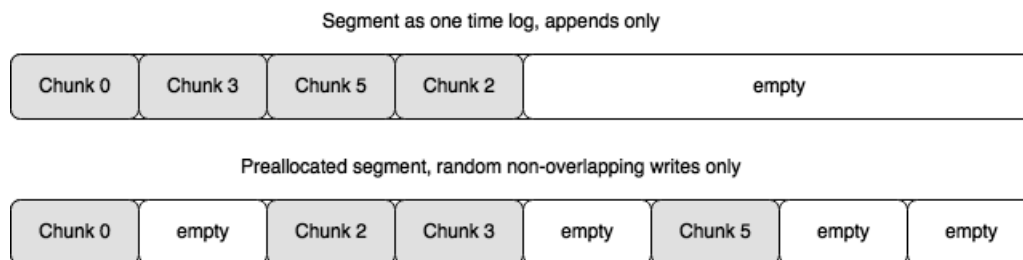 Segment as one time log, appends only
Chunk 0 Chunk 3 Chunk 5 Chunk 2 empty
Preallocated segment, random non-overlapping writes only
Chunk 0 empty Chunk 2 Chunk 3 empty Chunk 5 empty empty